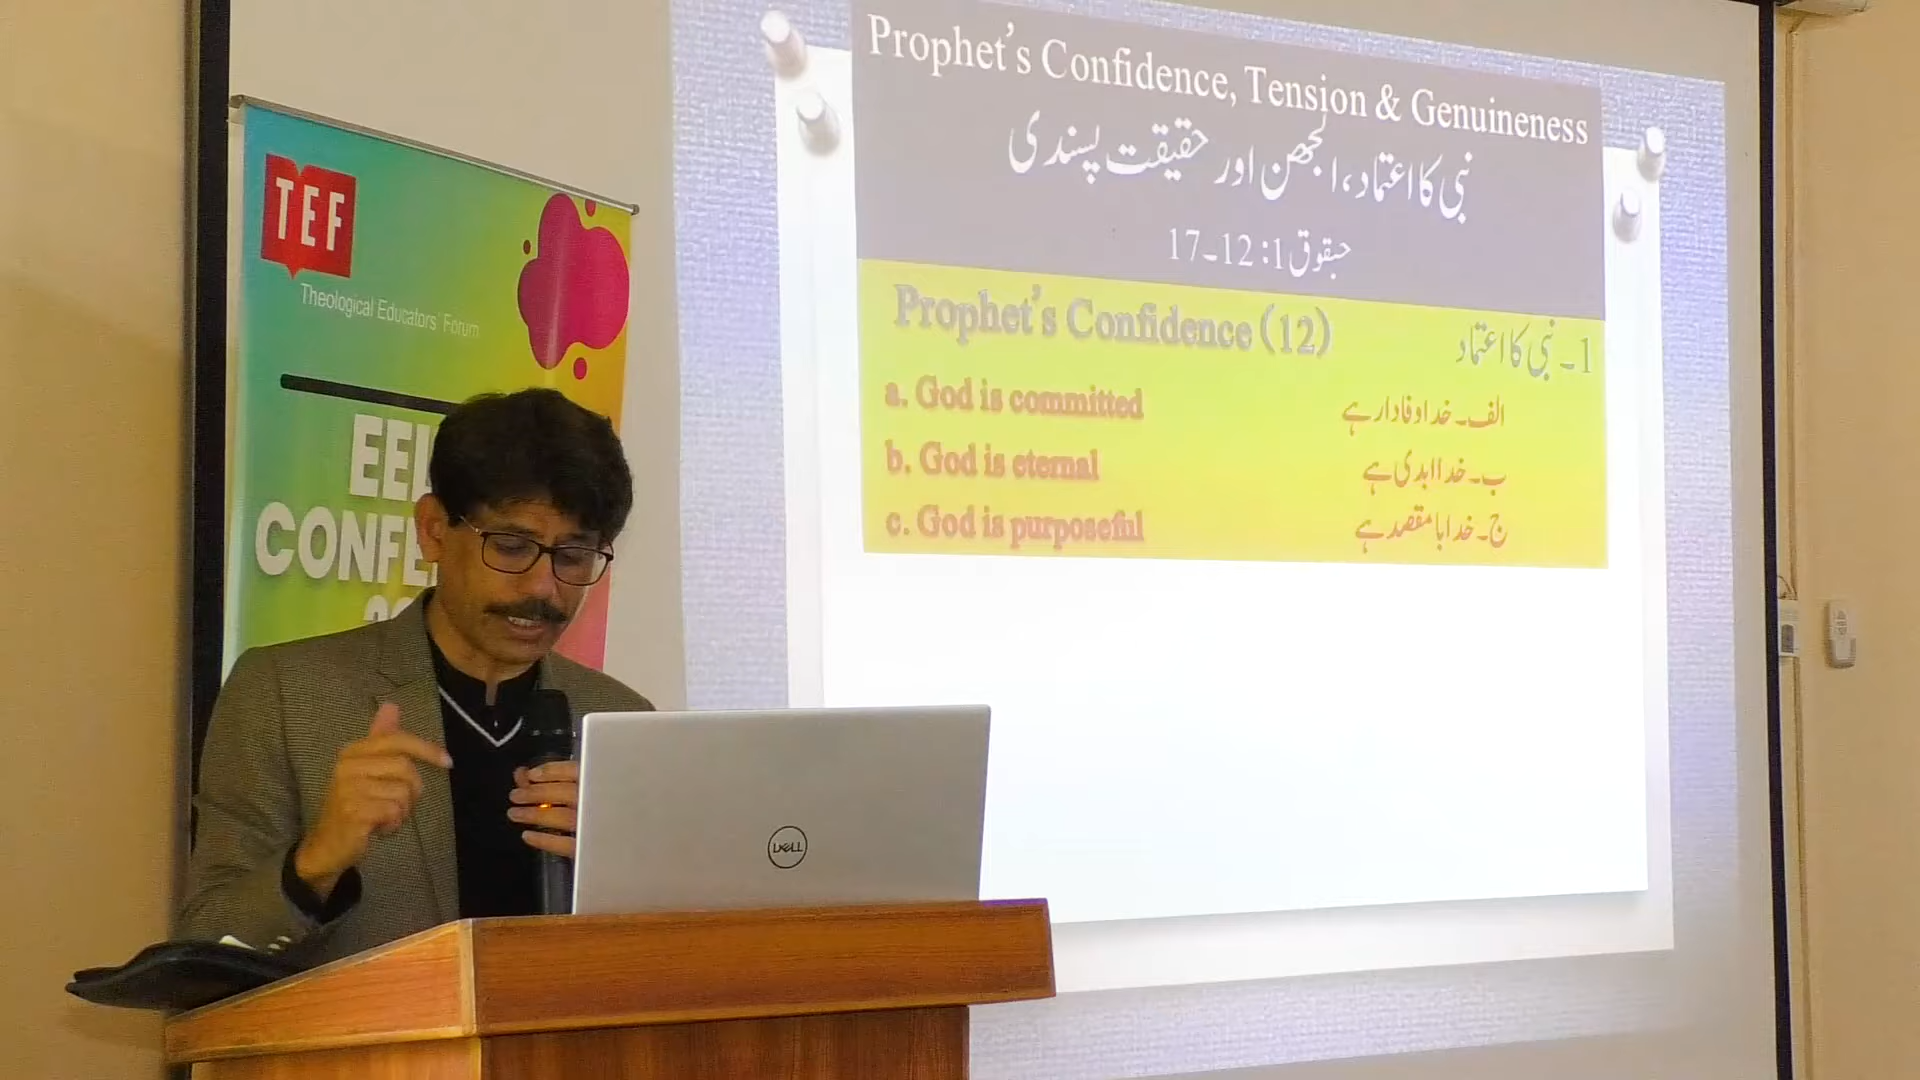 TEF
Theological Educators' Forum
Prophet's Confidence, Tension & Genuineness
نبی کا اعتماد، الجھن اور حقیقت پسندی
حبقوق 1: 12۔17
Prophet's Confidence (12)
1۔ نبی کا اعتماد
a. God is committed
الف۔ خدا وفادار ہے
b. God is eternal
ب۔ خدا ابدی ہے
c. God is purposeful
ج۔ خدا بامقصد ہے
DELL